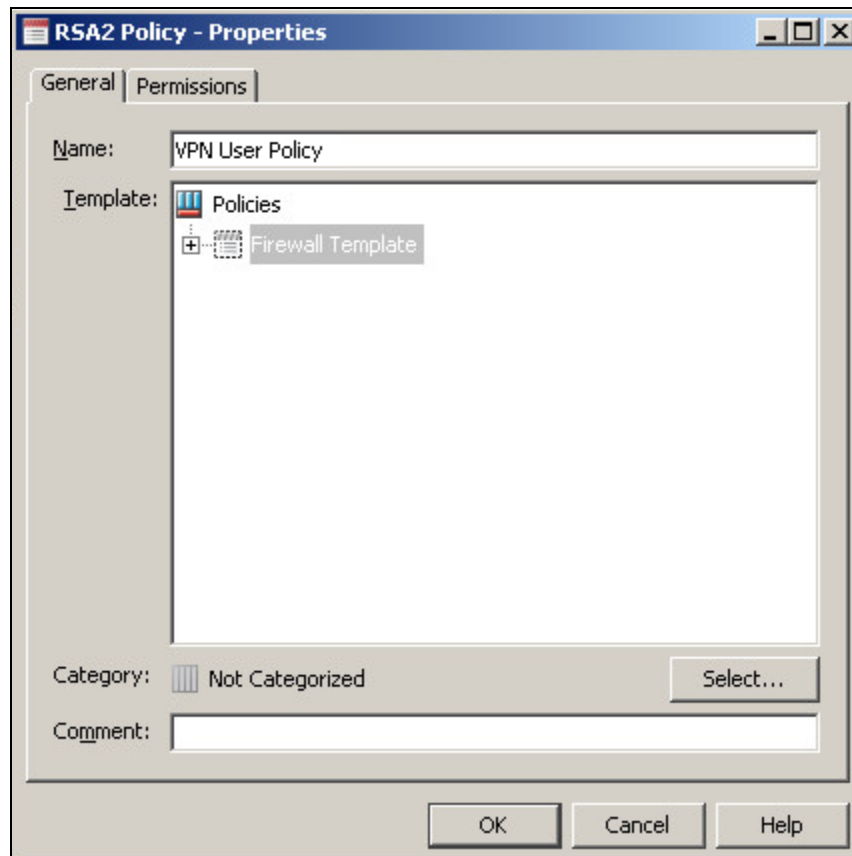 RSA2 Policy - Properties
General Permissions
Name: VPN User Policy
Template: Policies
Firewall Template
Category: Not Categorized Select...
Comment:
OK Cancel Help